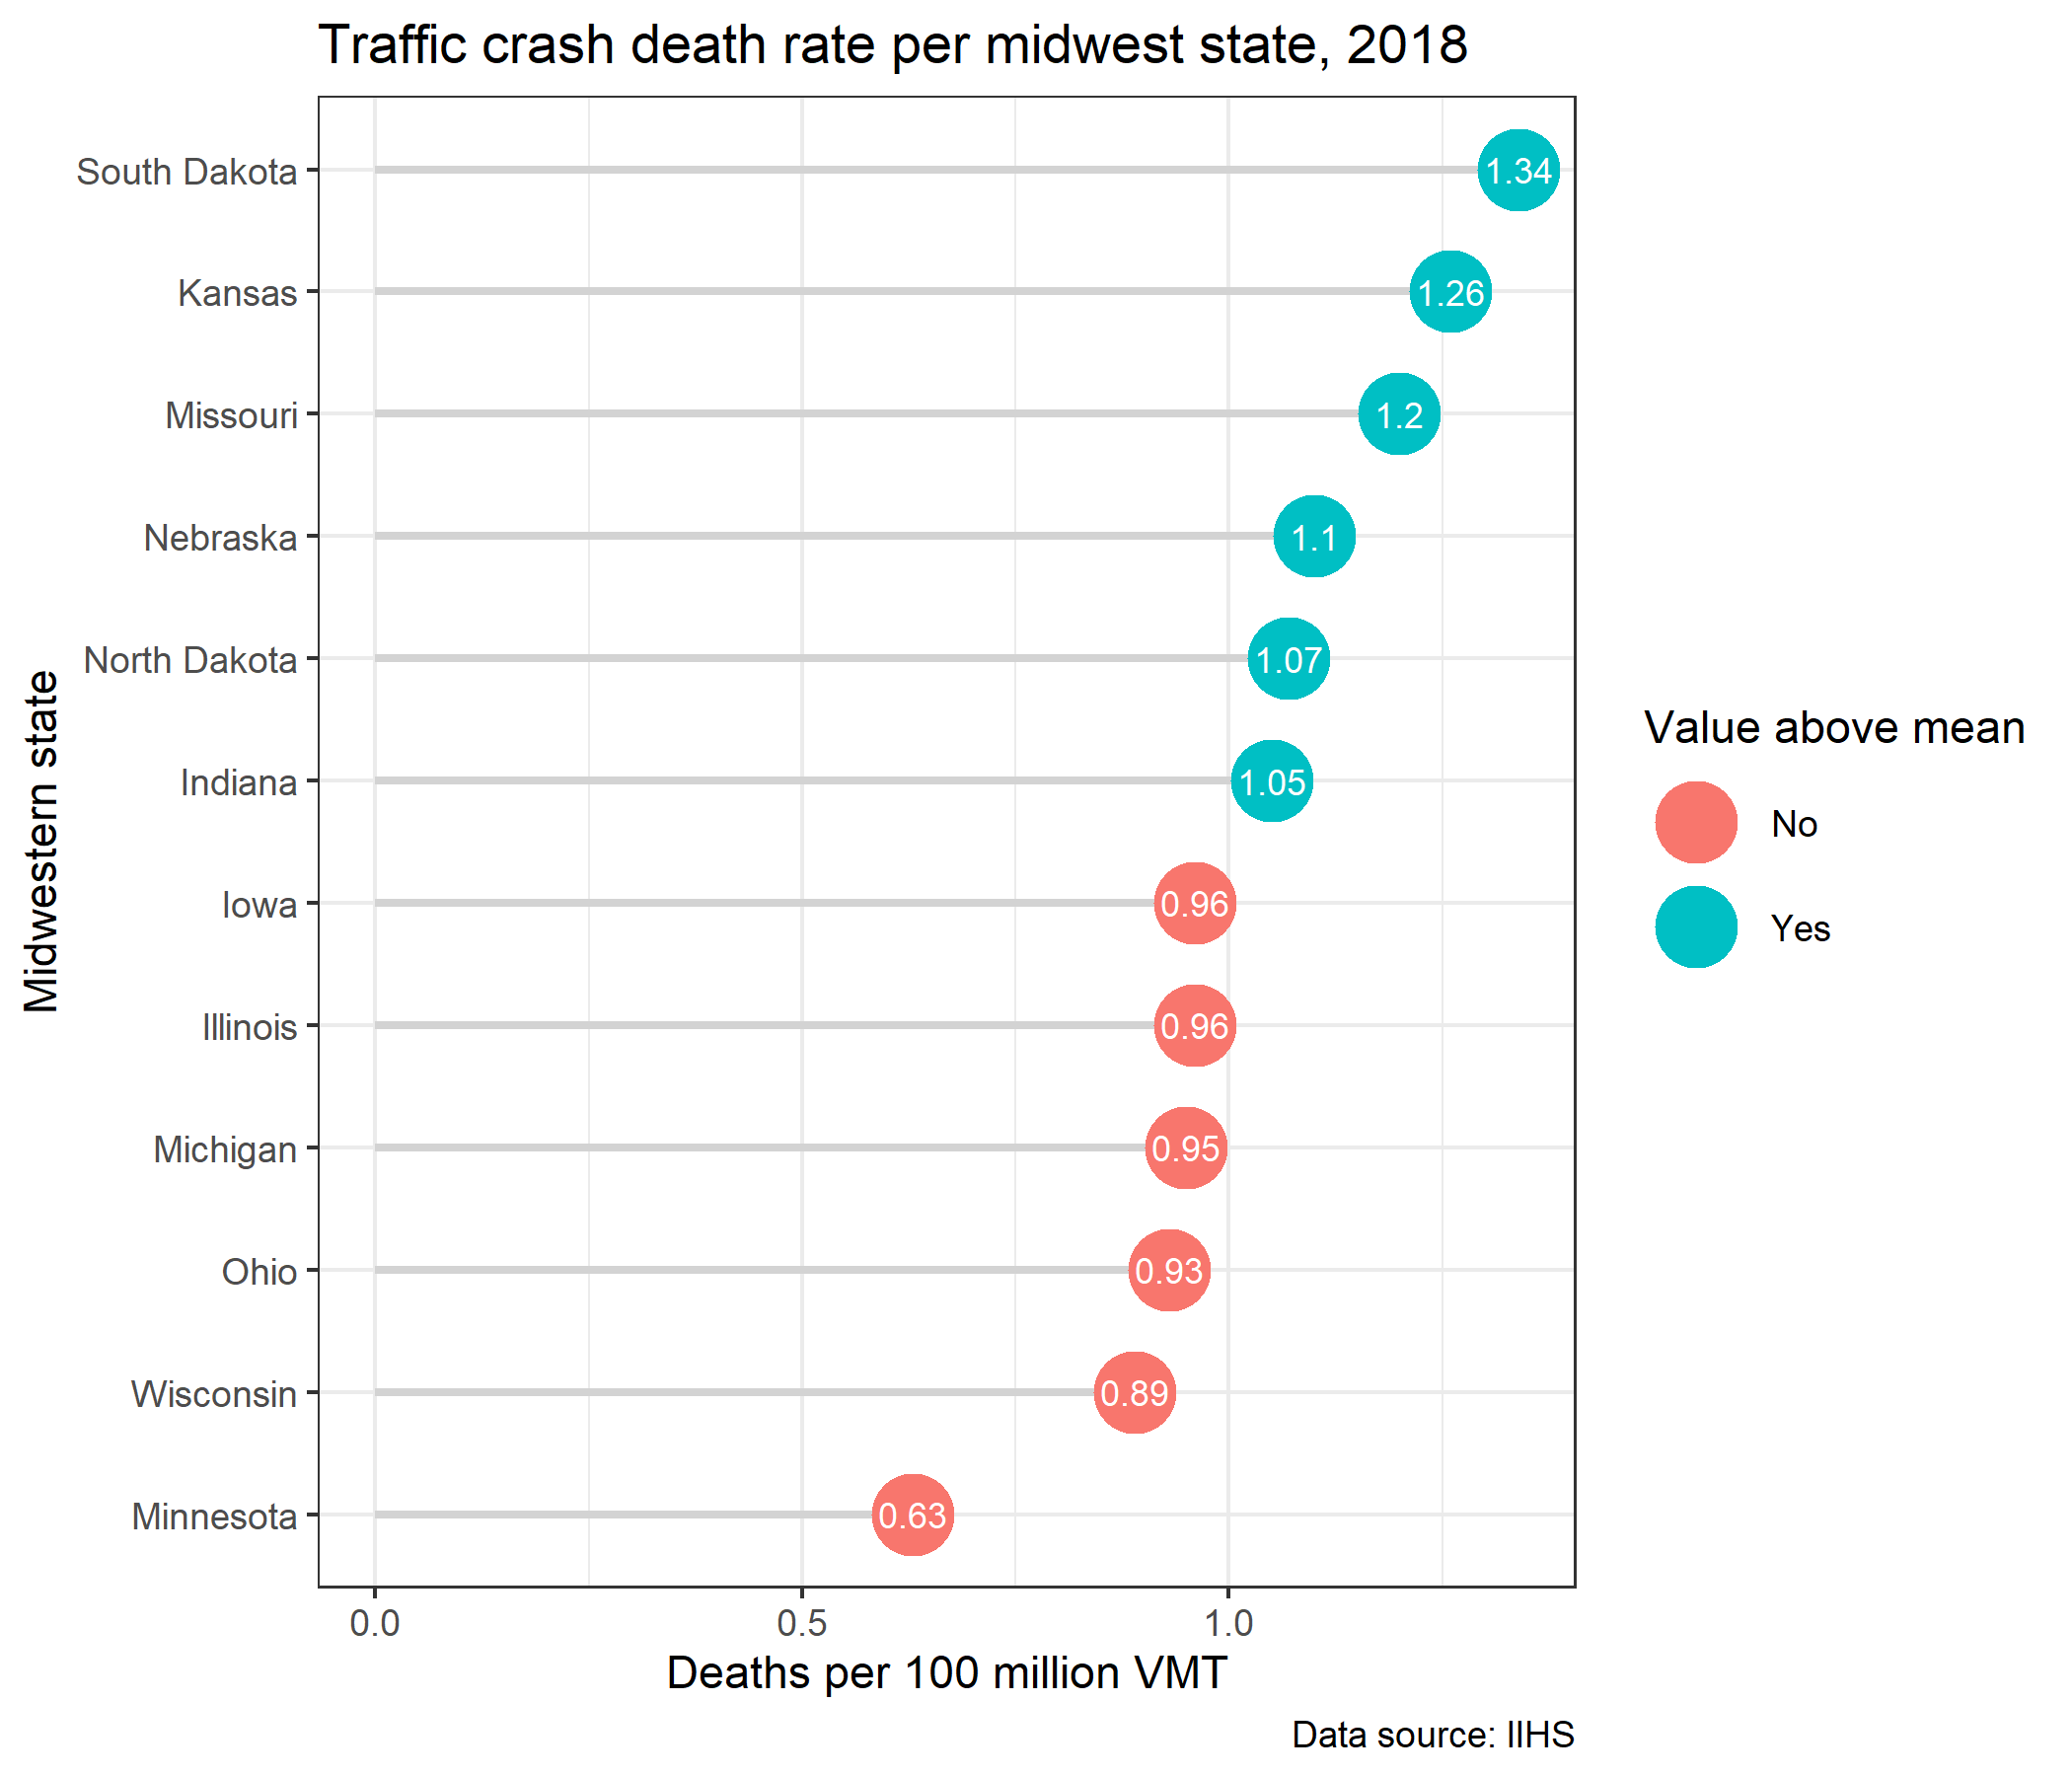 Traffic crash death rate per midwest state, 2018
Midwestern state
South Dakota 1.34
Kansas 1.26
Missouri 1.2
Nebraska 1.1
North Dakota 1.07
Indiana 1.05
Iowa 0.96
Illinois 0.96
Michigan 0.95
Ohio 0.93
Wisconsin 0.89
Minnesota 0.63
0.0 0.5 1.0
Deaths per 100 million VMT
Value above mean
No
Yes
Data source: IIHS